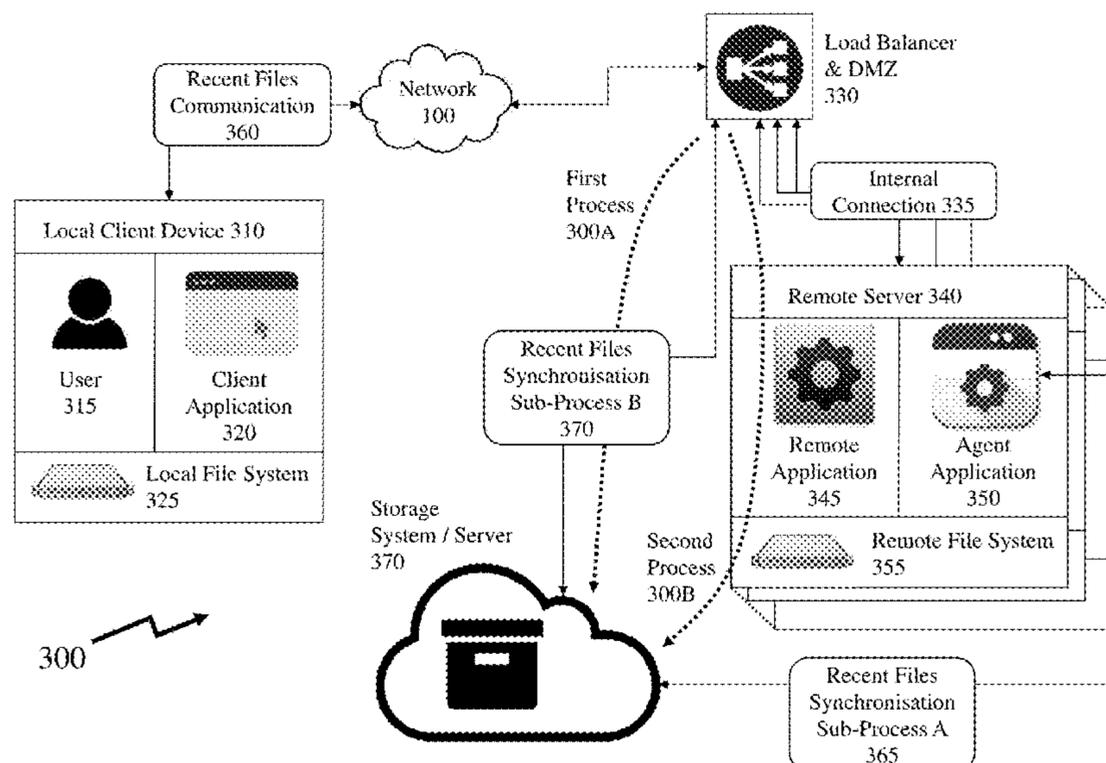 Recent Files
Communication
360
Network
100
Load Balancer
& DMZ
330
First
Process
300A
Internal
Connection 335
Local Client Device 310
User
315
Client
Application
320
Local File System
325
Remote Server 340
Remote
Application
345
Agent
Application
350
Remote File System
355
Recent Files
Synchronisation
Sub-Process B
370
Storage
System / Server
370
Second
Process
300B
300
Recent Files
Synchronisation
Sub-Process A
365